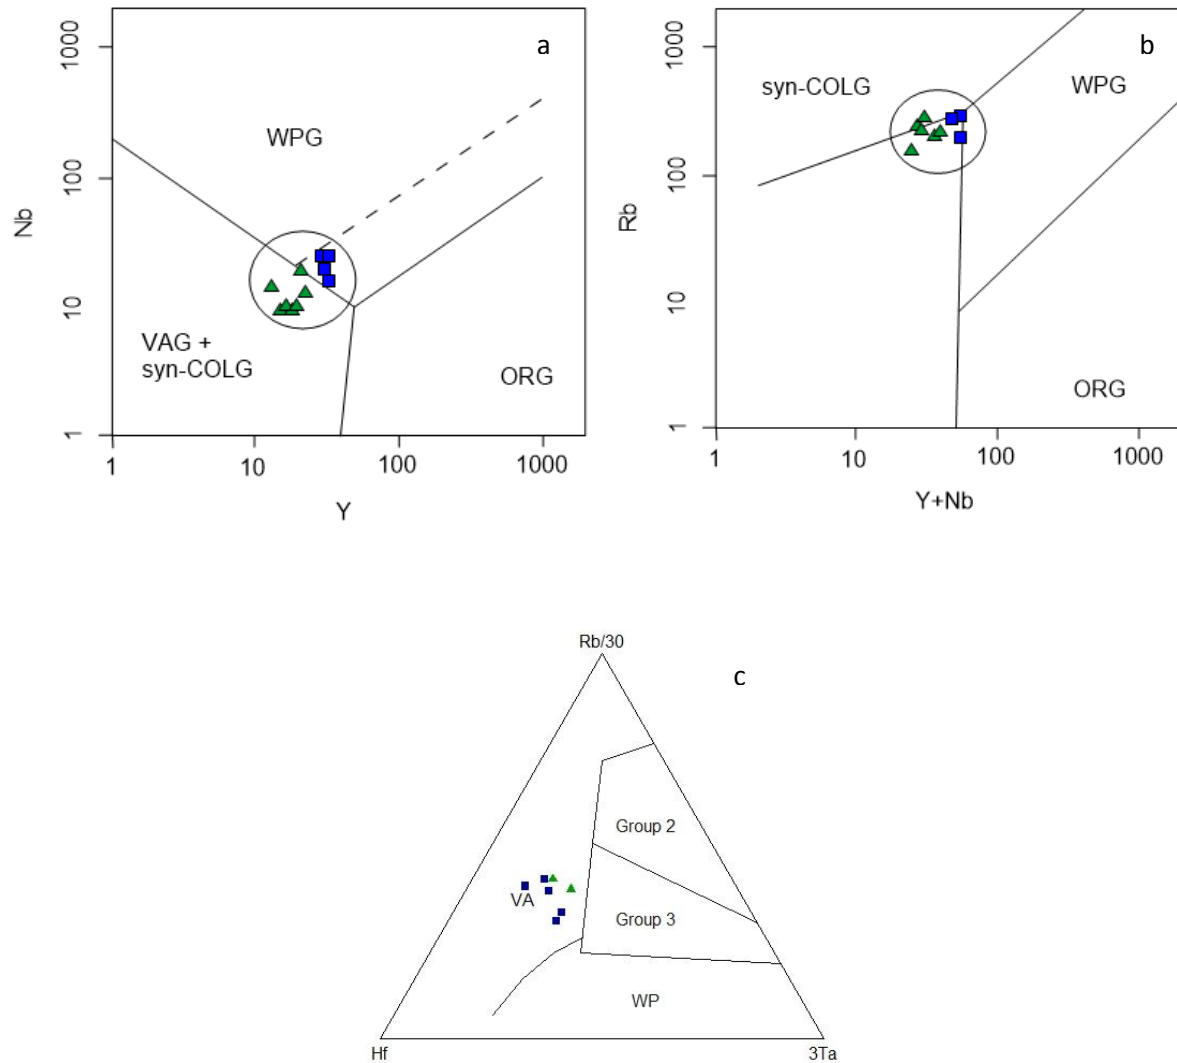 a
1000
WPG
100
Nb
10
VAG +
syn-COLG
ORG
1
1
10
100
1000
Y
b
1000
syn-COLG
WPG
100
Rb
10
ORG
1
1
10
100
1000
Y+Nb
Rb/30
c
Group 2
VA
Group 3
WP
Hf
3Ta